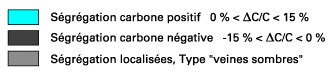 Ségrégation carbone positif 0 % < ΔC/C < 15 %
Ségrégation carbone négative -15 % < ΔC/C < 0 %
Ségrégation localisées, Type "veines sombres"